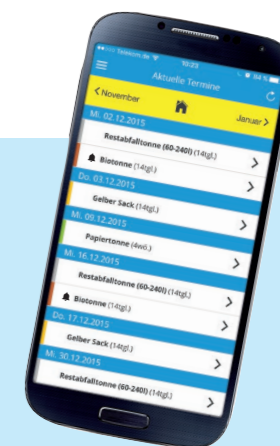 Telekom.de
10:23
84 %
Aktuelle Termine
November
Januar
Mi. 02.12.2015
Restabfalltonne (60-240l) (14tgl.)
Biotonne (14tgl.)
Do. 03.12.2015
Gelber Sack (14tgl.)
Mi. 09.12.2015
Papiertonne (4wö.)
Mi. 16.12.2015
Restabfalltonne (60-240l) (14tgl.)
Biotonne (14tgl.)
Do. 17.12.2015
Gelber Sack (14tgl.)
Mi. 30.12.2015
Restabfalltonne (60-240l) (14tgl.)